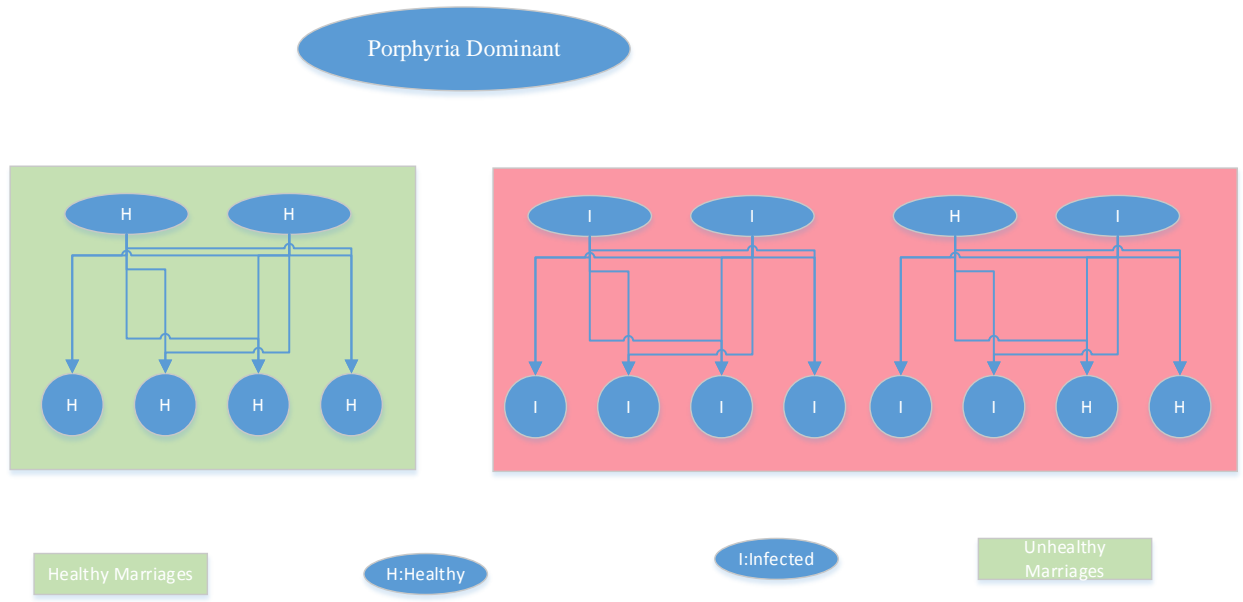 Porphyria Dominant
H H I I H I
H H H H I I I I I I H H
Healthy Marriages
H:Healthy
I:Infected
Unhealthy
Marriages